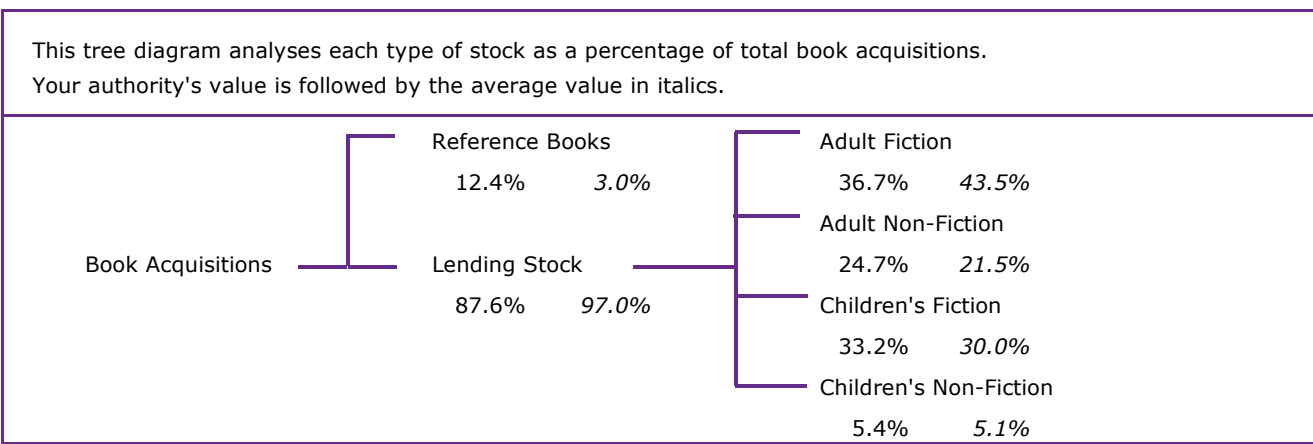 This tree diagram analyses each type of stock as a percentage of total book acquisitions.
Your authority's value is followed by the average value in italics.
Reference Books
12.4% 3.0%
Book Acquisitions
Lending Stock
87.6% 97.0%
Adult Fiction
36.7% 43.5%
Adult Non-Fiction
24.7% 21.5%
Children's Fiction
33.2% 30.0%
Children's Non-Fiction
5.4% 5.1%